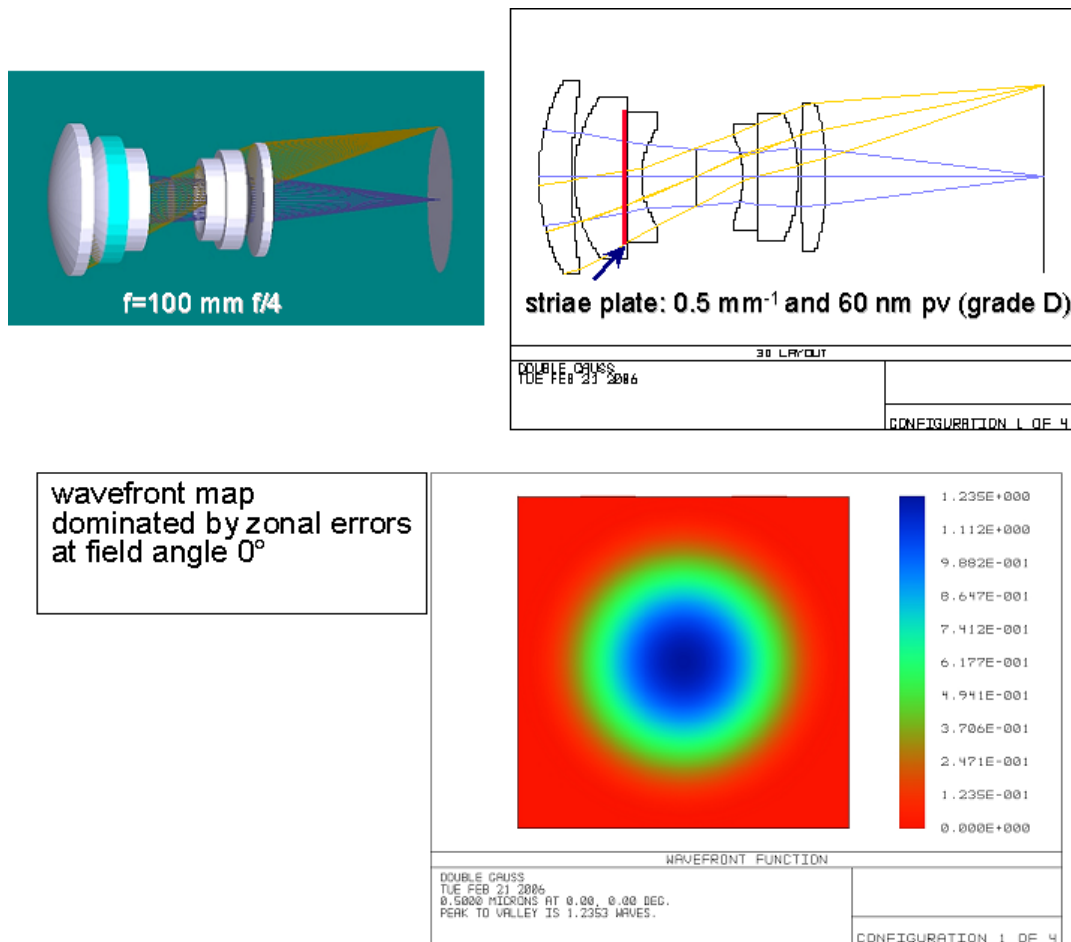 f=100 mm f/4
striae plate: 0.5 mm-1 and 60 nm pv (grade D)
3D LAYOUT
DOUBLE GAUSS
TUE FEB 21 2006
CONFIGURATION 1 OF 4
wavefront map
dominated by zonal errors
at field angle 0°
1.235E+000
1.112E+000
9.882E-001
8.647E-001
7.412E-001
6.177E-001
4.941E-001
3.706E-001
2.471E-001
1.235E-001
0.000E+000
WAVEFRONT FUNCTION
DOUBLE GAUSS
TUE FEB 21 2006
0.5000 MICRONS AT 0.00, 0.00 DEG.
PEAK TO VALLEY IS 1.2353 WAVES.
CONFIGURATION 1 OF 4